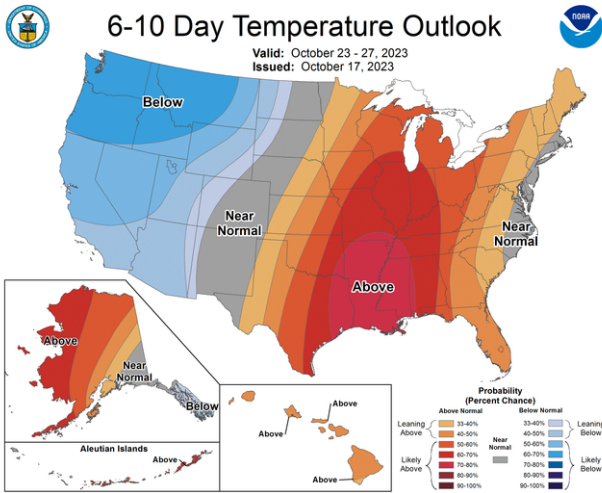 6-10 Day Temperature Outlook
Valid: October 23 - 27, 2023
Issued: October 17, 2023
NOAA
Below
Near
Normal
Near
Normal
Above
Above
Near
Normal
Below
Aleutian Islands
Above
Above
Above
Above
Probability
(Percent Chance)
Above Normal
Below Normal
Leaning
Above
33-40%
40-50%
Likely
Above
50-60%
60-70%
70-80%
80-90%
90-100%
Near
Normal
33-40%
40-50%
Leaning
Below
50-60%
60-70%
70-80%
80-90%
90-100%
Likely
Below